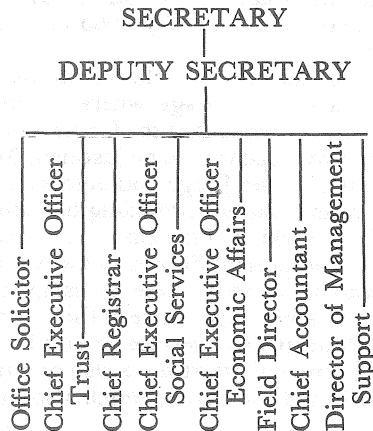 SECRETARY
DEPUTY SECRETARY
Office Solicitor
Chief Executive Officer
Trust
Chief Registrar
Chief Executive Officer
Social Services
Chief Executive Officer
Economic Affairs
Field Director
Chief Accountant
Director of Management
Support